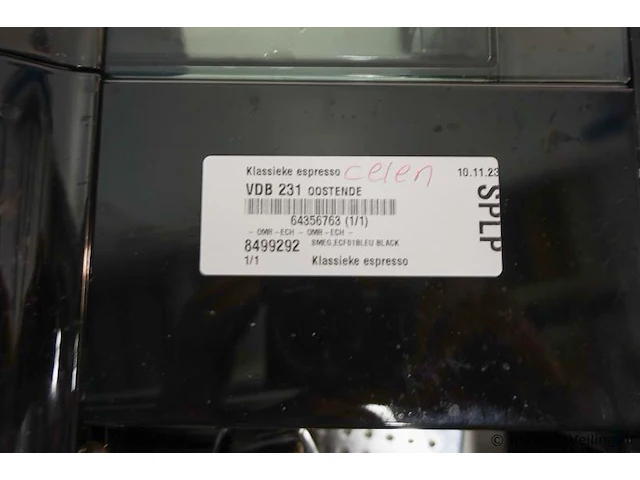 Klassieke espresso celen 10.11.23
VDB 231 OOSTENDE
64356763 (1/1)
- OMR -ECH - OMR -ECH -
8499292 SMEG,ECF01BLEU BLACK
1/1 Klassieke espresso
SPLP